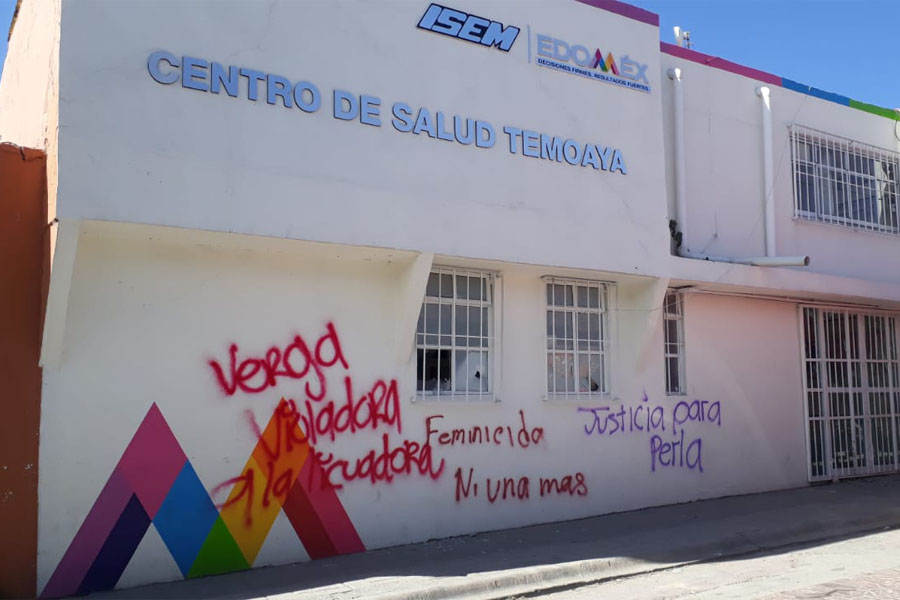 ISEM
EDOMÉX
DECISIONES FIRMES, RESULTADOS FUERTES.
CENTRO DE SALUD TEMOAYA
Verga
Violadora
A la licuadora
Feminicida
Ni una mas
Justicia para
Perla